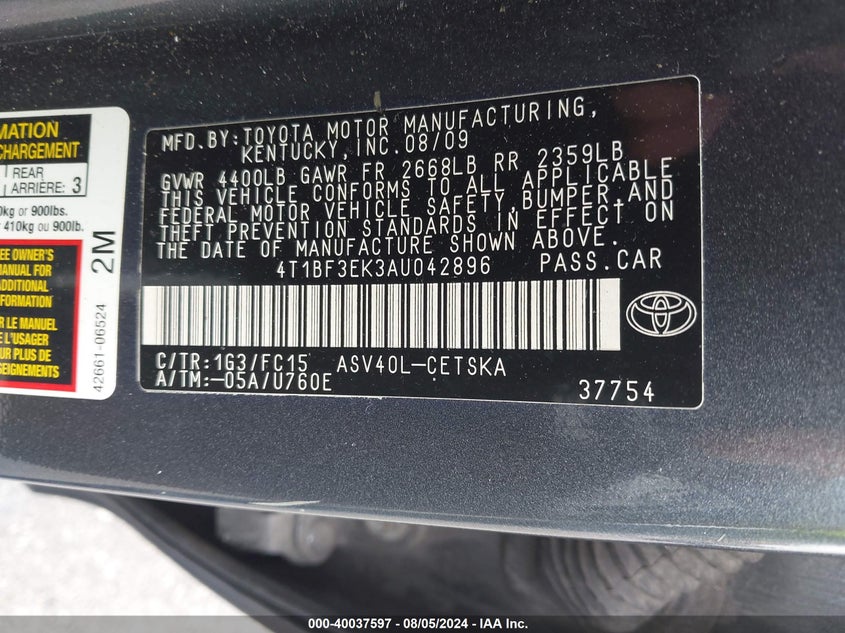 MATION
CHARGEMENT
REAR
ARRIÈRE: 3
0kg or 900lbs.
410kg ou 900lb.
EE OWNER'S
MANUAL FOR
ADDITIONAL
INFORMATION
R LE MANUEL
E L'USAGER
UR PLUS DE
SEIGNEMENTS
42661-06524 2M
MFD.BY:TOYOTA MOTOR MANUFACTURING,
KENTUCKY,INC.08/09
GVWR 4400LB GAWR FR 2668LB RR 2359LB
THIS VEHICLE CONFORMS TO ALL APPLICABLE
FEDERAL MOTOR VEHICLE SAFETY,BUMPER,AND
THEFT PREVENTION STANDARDS IN EFFECT ON
THE DATE OF MANUFACTURE SHOWN ABOVE.
4T1BF3EK3AU042896 PASS.CAR
C/TR:1G3/FC15 ASV40L-CETSKA
A/TM:-05A/U760E
37754
000-40037597 - 08/05/2024 - IAA Inc.